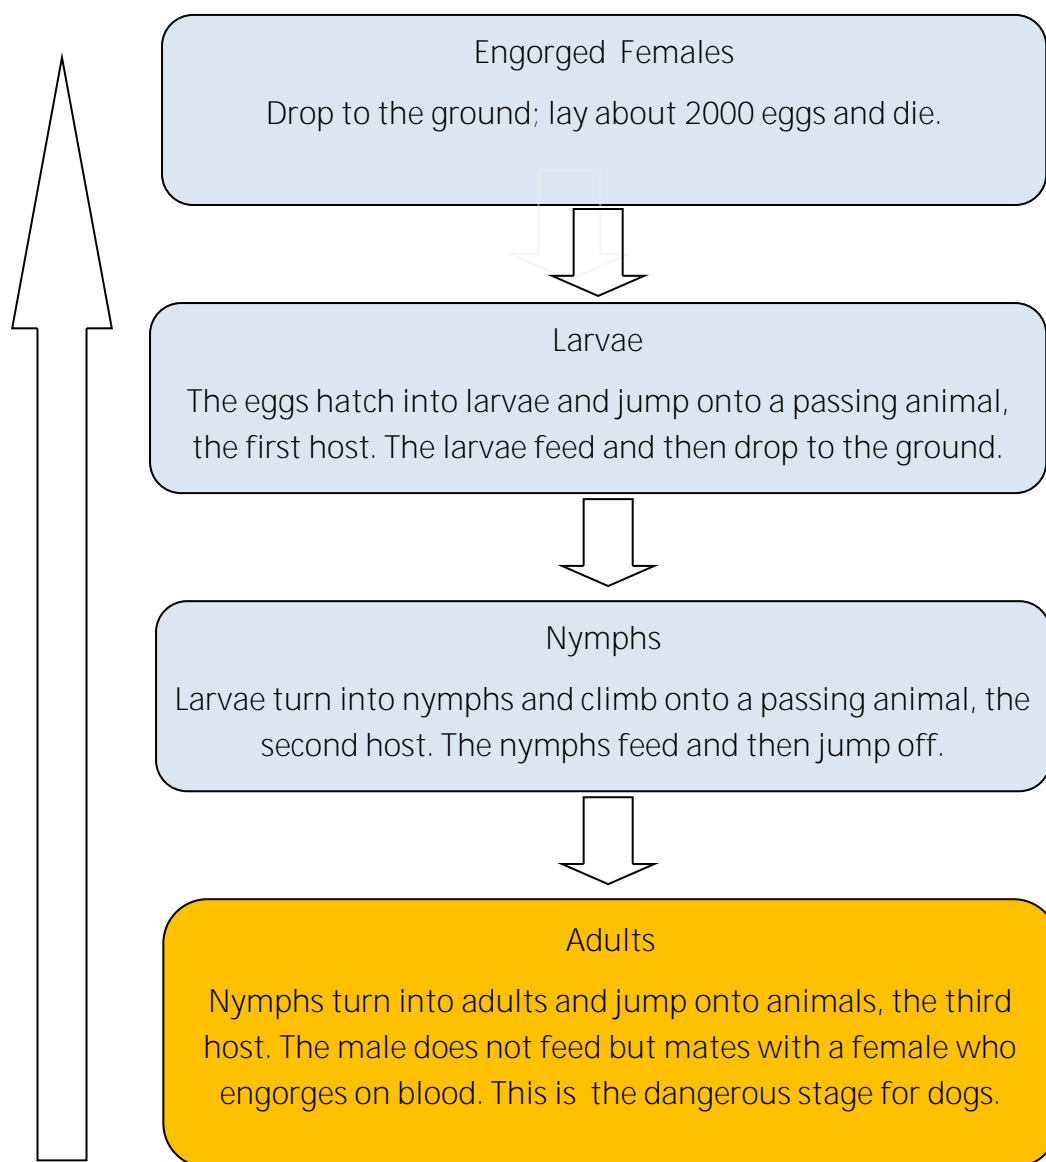 Engorged Females
Drop to the ground; lay about 2000 eggs and die.
Larvae
The eggs hatch into larvae and jump onto a passing animal,
the first host. The larvae feed and then drop to the ground.
Nymphs
Larvae turn into nymphs and climb onto a passing animal, the
second host. The nymphs feed and then jump off.
Adults
Nymphs turn into adults and jump onto animals, the third
host. The male does not feed but mates with a female who
engorges on blood. This is the dangerous stage for dogs.